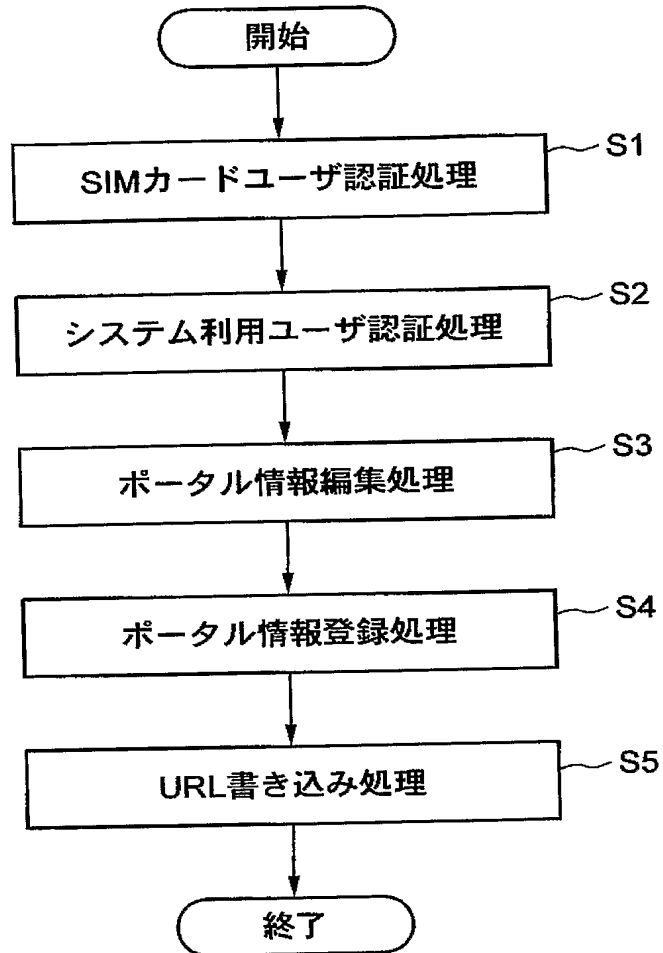 開始
S1
SIMカードユーザ認証処理
S2
システム利用ユーザ認証処理
S3
ポータル情報編集処理
S4
ポータル情報登録処理
S5
URL書き込み処理
終了